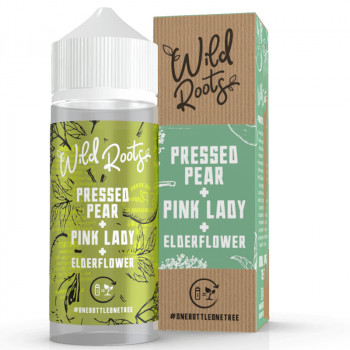 Wild Roots
PRESSED
PEAR
+
PINK LADY
+
ELDERFLOWER
#ONEBOTTLEONETREE
Wild
Roots
PRESSED
PEAR
+
PINK LADY
+
ELDERFLOWER
#ONEBOTTLEONETREE